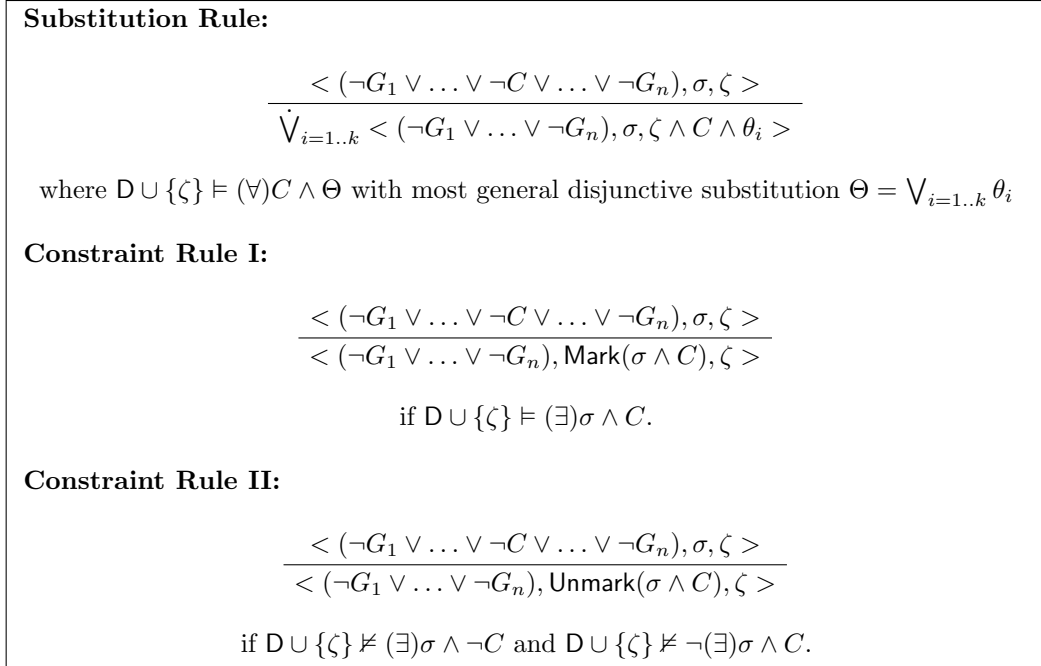 Substitution Rule:
< (¬G₁ ∨ … ∨ ¬C ∨ … ∨ ¬Gₙ), σ, ζ >
⋁̇ᵢ₌₁..ₖ < (¬G₁ ∨ … ∨ ¬Gₙ), σ, ζ ∧ C ∧ θᵢ >
where D ∪ {ζ} ⊨ (∀)C ∧ Θ with most general disjunctive substitution Θ = ⋁ᵢ₌₁..ₖ θᵢ
Constraint Rule I:
< (¬G₁ ∨ … ∨ ¬C ∨ … ∨ ¬Gₙ), σ, ζ >
< (¬G₁ ∨ … ∨ ¬Gₙ), Mark(σ ∧ C), ζ >
if D ∪ {ζ} ⊨ (∃)σ ∧ C.
Constraint Rule II:
< (¬G₁ ∨ … ∨ ¬C ∨ … ∨ ¬Gₙ), σ, ζ >
< (¬G₁ ∨ … ∨ ¬Gₙ), Unmark(σ ∧ C), ζ >
if D ∪ {ζ} ⊭ (∃)σ ∧ ¬C and D ∪ {ζ} ⊭ ¬(∃)σ ∧ C.